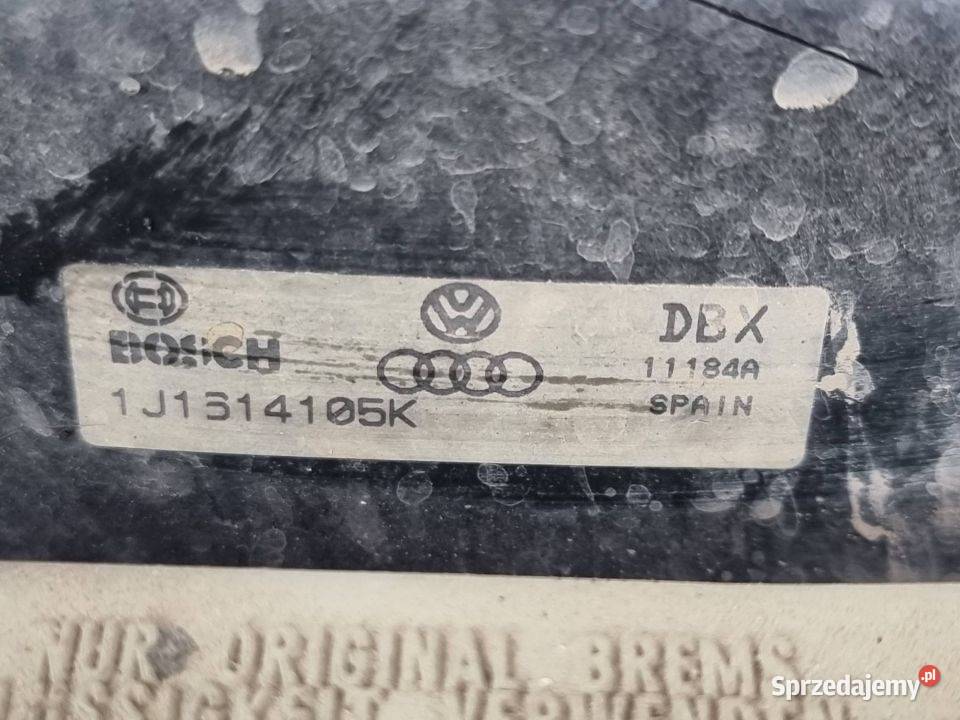 BOSCH
DBX
11184A
1J1614105K
SPAIN
NUR ORIGINAL BREMS
Sprzedajemy.pl